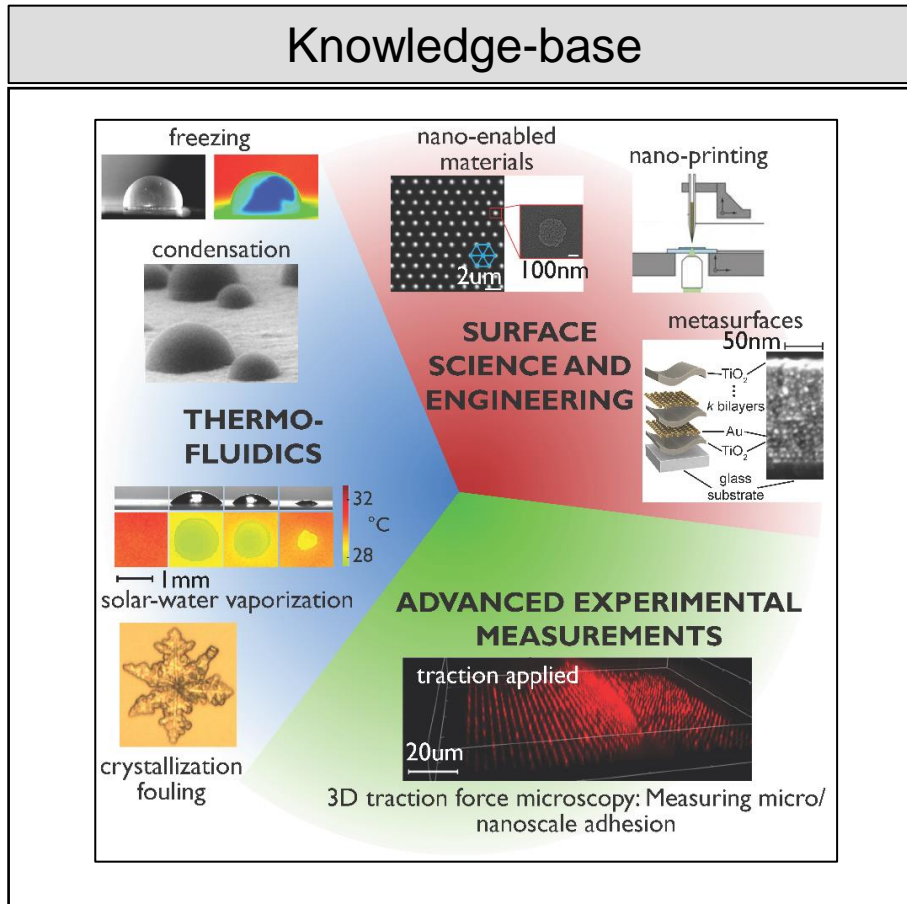 Knowledge-base
freezing
condensation
THERMO-
FLUIDICS
32
°C
28
1mm
solar-water vaporization
crystallization
fouling
nano-enabled
materials
2um
100nm
nano-printing
SURFACE
SCIENCE AND
ENGINEERING
metasurfaces
50nm
TiO₂
k bilayers
Au
TiO₂
glass
substrate
ADVANCED EXPERIMENTAL
MEASUREMENTS
traction applied
20um
3D traction force microscopy: Measuring micro/
nanoscale adhesion